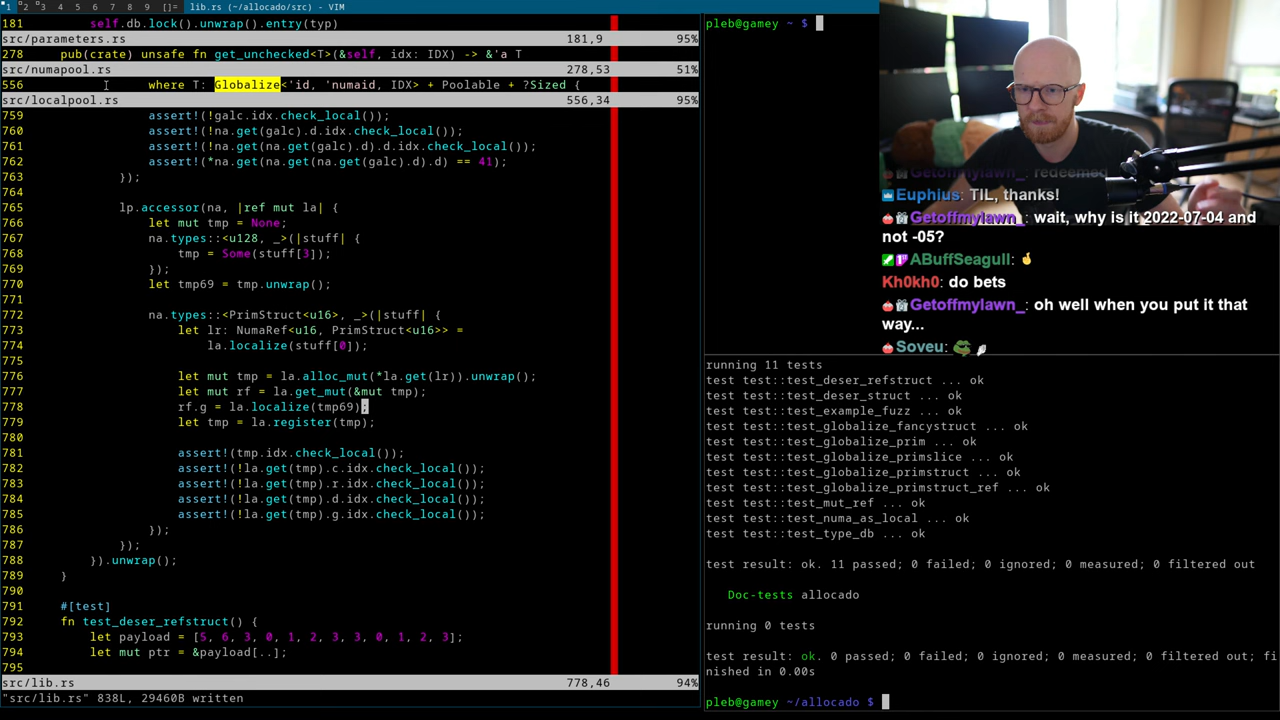 1 2 3 4 5 6 7 8 9 lib.rs (~/allocado/src) - VIM
181 self.db.lock().unwrap().entry(typ)
src/parameters.rs 181,9 95%
278 pub(crate) unsafe fn get_unchecked<T>(&self, idx: IDX) -> &'a T
src/numapool.rs 278,53 51%
556 where T: Globalize<'id, 'numaid, IDX> + Poolable + ?Sized {
src/localpool.rs 556,34 95%
759 assert!(!galc.idx.check_local());
760 assert!(!na.get(galc).d.idx.check_local());
761 assert!(!na.get(na.get(galc).d).d.idx.check_local());
762 assert!(*na.get(na.get(na.get(galc).d).d) == 41);
763 });
764
765 lp.accessor(na, |ref mut la| {
766 let mut tmp = None;
767 na.types::<u128, _>(|stuff| {
768 tmp = Some(stuff[3]);
769 });
770 let tmp69 = tmp.unwrap();
771
772 na.types::<PrimStruct<u16>, _>(|stuff| {
773 let lr: NumaRef<u16, PrimStruct<u16>> =
774 la.localize(stuff[0]);
775
776 let mut tmp = la.alloc_mut(*la.get(lr)).unwrap();
777 let mut rf = la.get_mut(&mut tmp);
778 rf.g = la.localize(tmp69);
779 let tmp = la.register(tmp);
780
781 assert!(tmp.idx.check_local());
782 assert!(!la.get(tmp).c.idx.check_local());
783 assert!(!la.get(tmp).r.idx.check_local());
784 assert!(!la.get(tmp).d.idx.check_local());
785 assert!(!la.get(tmp).g.idx.check_local());
786 });
787 });
788 }).unwrap();
789 }
790
791 #[test]
792 fn test_deser_refstruct() {
793 let payload = [5, 6, 3, 0, 1, 2, 3, 3, 0, 1, 2, 3];
794 let mut ptr = &payload[..];
795
src/lib.rs 778,46 94%
"src/lib.rs" 838L, 29460B written
pleb@gamey ~ $
Getoffmylawn_: redeemed
Euphius: TIL, thanks!
Getoffmylawn_: wait, why is it 2022-07-04 and
not -05?
ABuffSeagull:
Kh0kh0: do bets
Getoffmylawn_: oh well when you put it that
way...
Soveu:
running 11 tests
test test::test_deser_refstruct ... ok
test test::test_deser_struct ... ok
test test::test_example_fuzz ... ok
test test::test_globalize_fancystruct ... ok
test test::test_globalize_prim ... ok
test test::test_globalize_primslice ... ok
test test::test_globalize_primstruct ... ok
test test::test_globalize_primstruct_ref ... ok
test test::test_mut_ref ... ok
test test::test_numa_as_local ... ok
test test::test_type_db ... ok
test result: ok. 11 passed; 0 failed; 0 ignored; 0 measured; 0 filtered out
Doc-tests allocado
running 0 tests
test result: ok. 0 passed; 0 failed; 0 ignored; 0 measured; 0 filtered out; fi
nished in 0.00s
pleb@gamey ~/allocado $